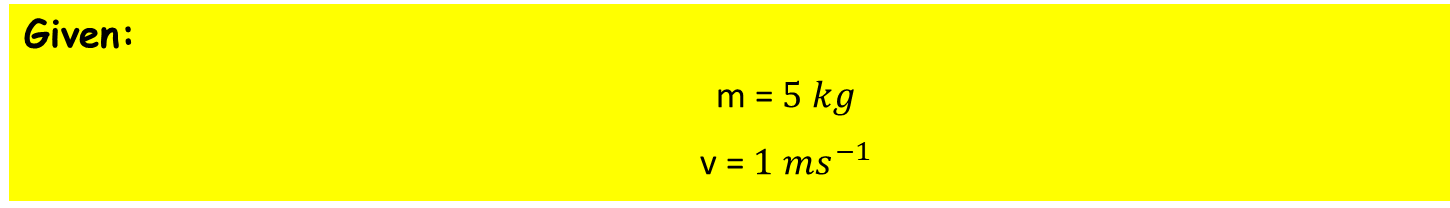 Given:
m = 5 kg
v = 1 ms⁻¹